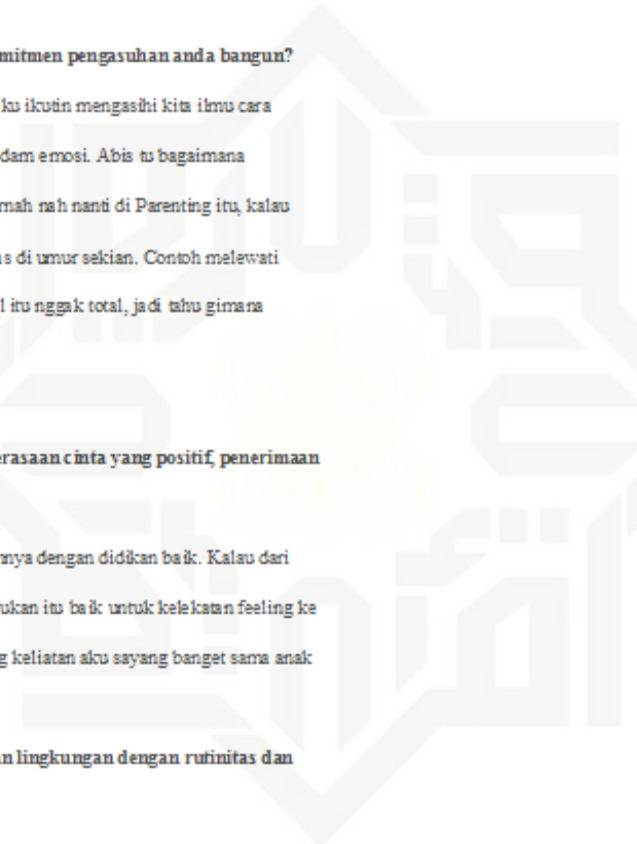 mitmen pengasuhan anda bangun?
ku ikutin mengasihi kita ilmu cara
dam emosi. Abis tu bagaimana
mah nah nanti di Parenting itu, kalau
s di umur sekian. Contoh melewati
l itu nggak total, jadi tahu gimana
erasaan cinta yang positif, penerimaan
nnya dengan didikan baik. Kalau dari
ukan itu baik untuk kelekatan feeling ke
g keliatan aku sayang banget sama anak
n lingkungan dengan rutinitas dan